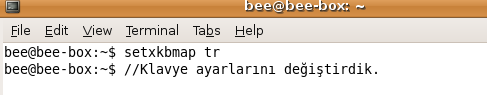 bee@bee-box: ~
File Edit View Terminal Tabs Help
bee@bee-box:~$ setxkbmap tr
bee@bee-box:~$ //Klavye ayarlarını değiştirdik.